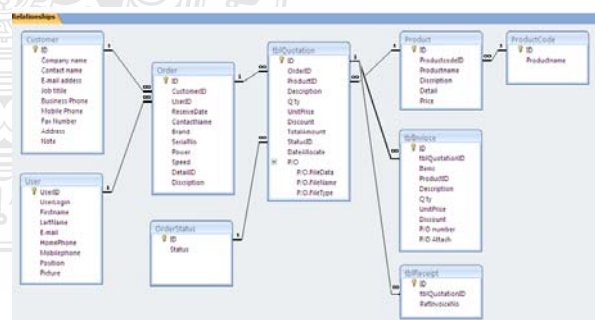 Relationships
Customer
ID
Company name
Contact name
E-mail address
Job title
Business Phone
Mobile Phone
Fax Number
Address
Note
User
UserID
UserLogin
Firstname
LastName
E-mail
HomePhone
Mobilephone
Position
Picture
Order
ID
CustomerID
UserID
ReceiveDate
ContactName
Brand
SerialNo
Power
Speed
DetailID
Discription
OrderStatus
ID
Status
tblQuotation
ID
OrderID
ProductID
Description
Q'ty
UnitPrice
Discount
TotalAmount
StatusID
DateAllocate
P/O
P/O.FileData
P/O.FileName
P/O.FileType
Product
ID
ProductcodeID
Productname
Discription
Detail
Price
ProductCode
ID
Productname
tblInvioce
ID
tblQuotationID
Items
ProductID
Description
Q'ty
UnitPrice
Discount
P/O number
P/O Attach
tblReceipt
ID
tblQuotationID
RefInvoiceNo